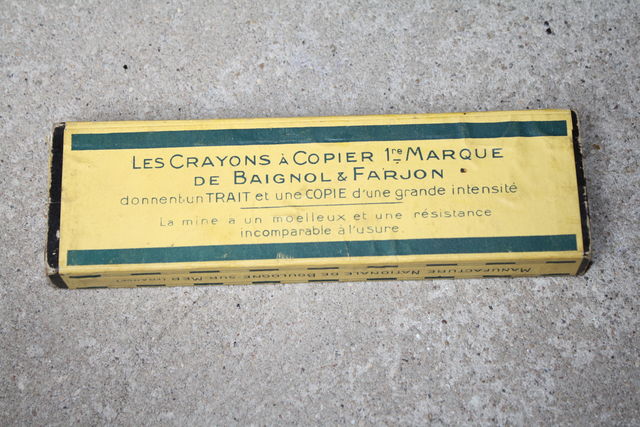 LES CRAYONS À COPIER 1re MARQUE
DE BAIGNOL & FARJON
donnent un TRAIT et une COPIE d'une grande intensité
La mine a un moelleux et une résistance
incomparable à l'usure.
MANUFACTURE NATIONALE DE BOULOGNE SUR MER